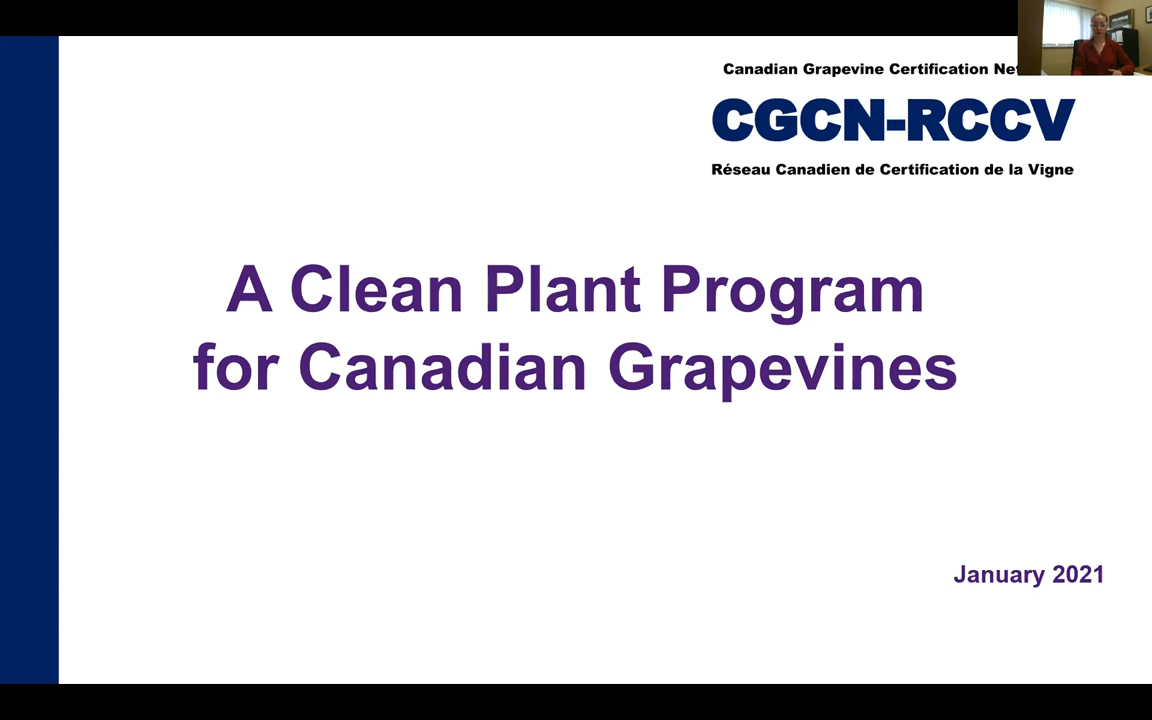 Canadian Grapevine Certification
CGCN-RCCV
Réseau Canadien de Certification de la Vigne
A Clean Plant Program
for Canadian Grapevines
January 2021